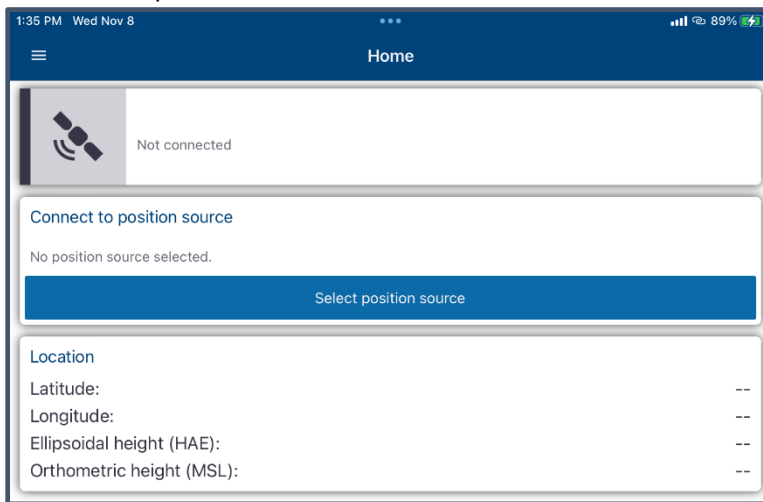 1:35 PM Wed Nov 8
89%
Home
Not connected
Connect to position source
No position source selected.
Select position source
Location
Latitude: --
Longitude: --
Ellipsoidal height (HAE): --
Orthometric height (MSL): --